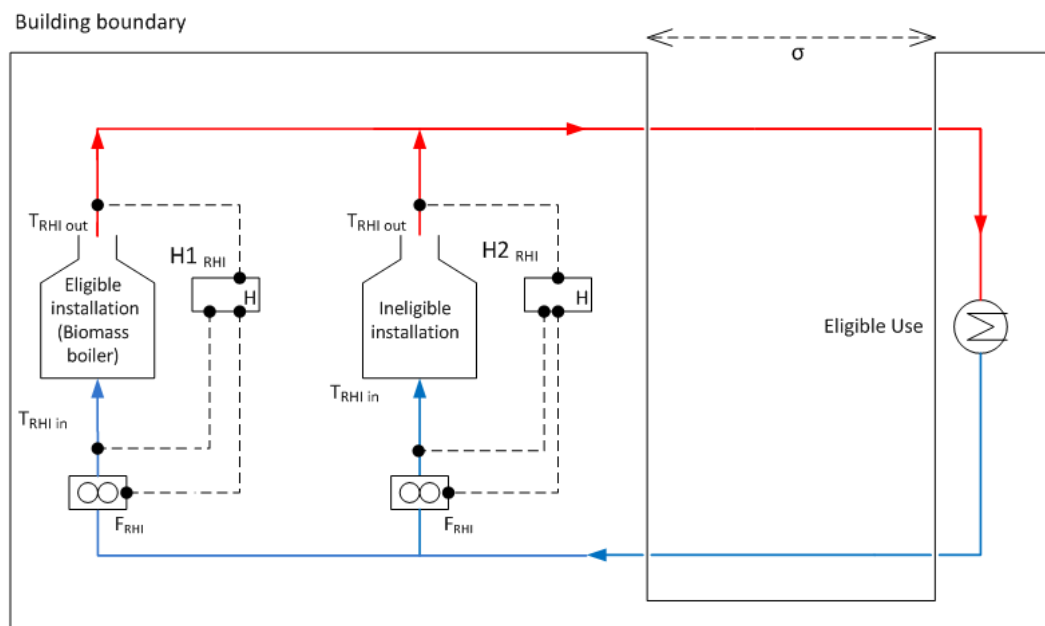 Building boundary
σ
T RHI out
T RHI out
H1 RHI
H2 RHI
Eligible
installation
(Biomass
boiler)
H
Ineligible
installation
H
Eligible Use
Σ
T RHI in
T RHI in
F RHI
F RHI